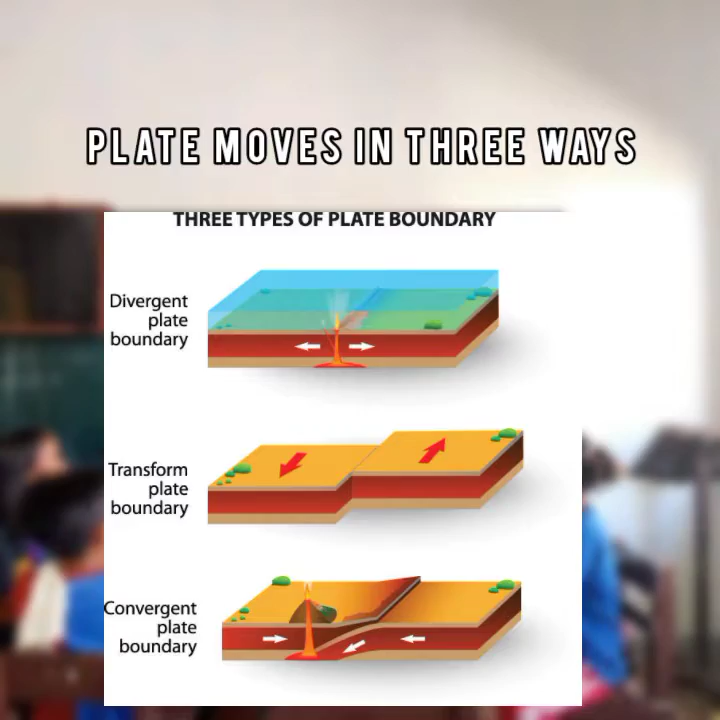 PLATE MOVES IN THREE WAYS
THREE TYPES OF PLATE BOUNDARY
Divergent
plate
boundary
Transform
plate
boundary
Convergent
plate
boundary